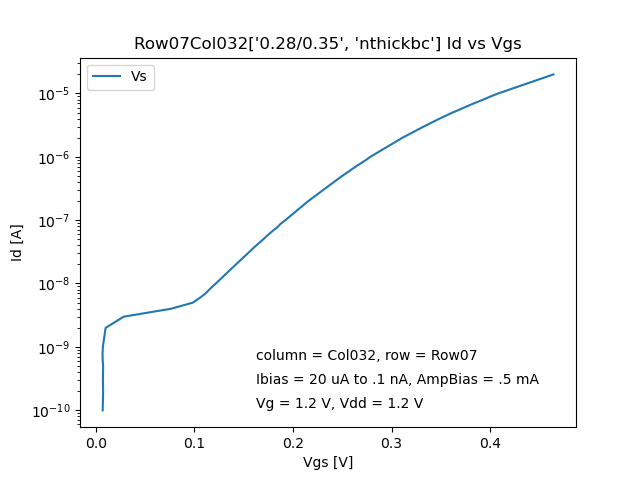 Row07Col032['0.28/0.35', 'nthickbc'] Id vs Vgs
Vs
10⁻⁵
10⁻⁶
10⁻⁷
10⁻⁸
10⁻⁹
10⁻¹⁰
Id [A]
column = Col032, row = Row07
Ibias = 20 uA to .1 nA, AmpBias = .5 mA
Vg = 1.2 V, Vdd = 1.2 V
0.0 0.1 0.2 0.3 0.4
Vgs [V]